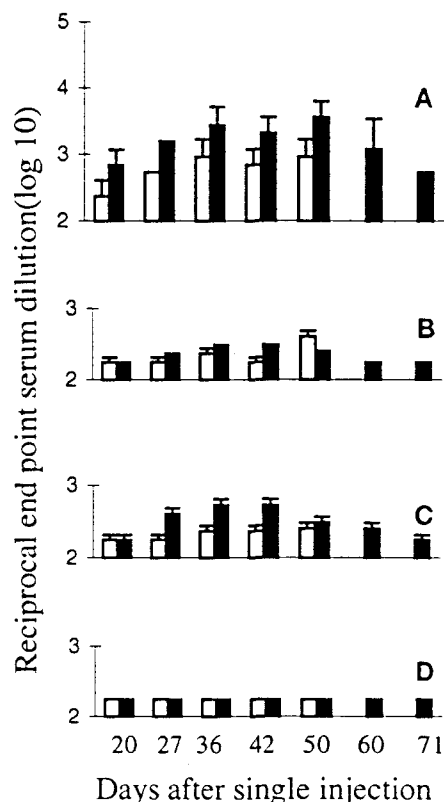 Reciprocal end point serum dilution(log 10)
5
4
3
2
A
3
2
B
3
2
C
3
2
D
20 27 36 42 50 60 71
Days after single injection